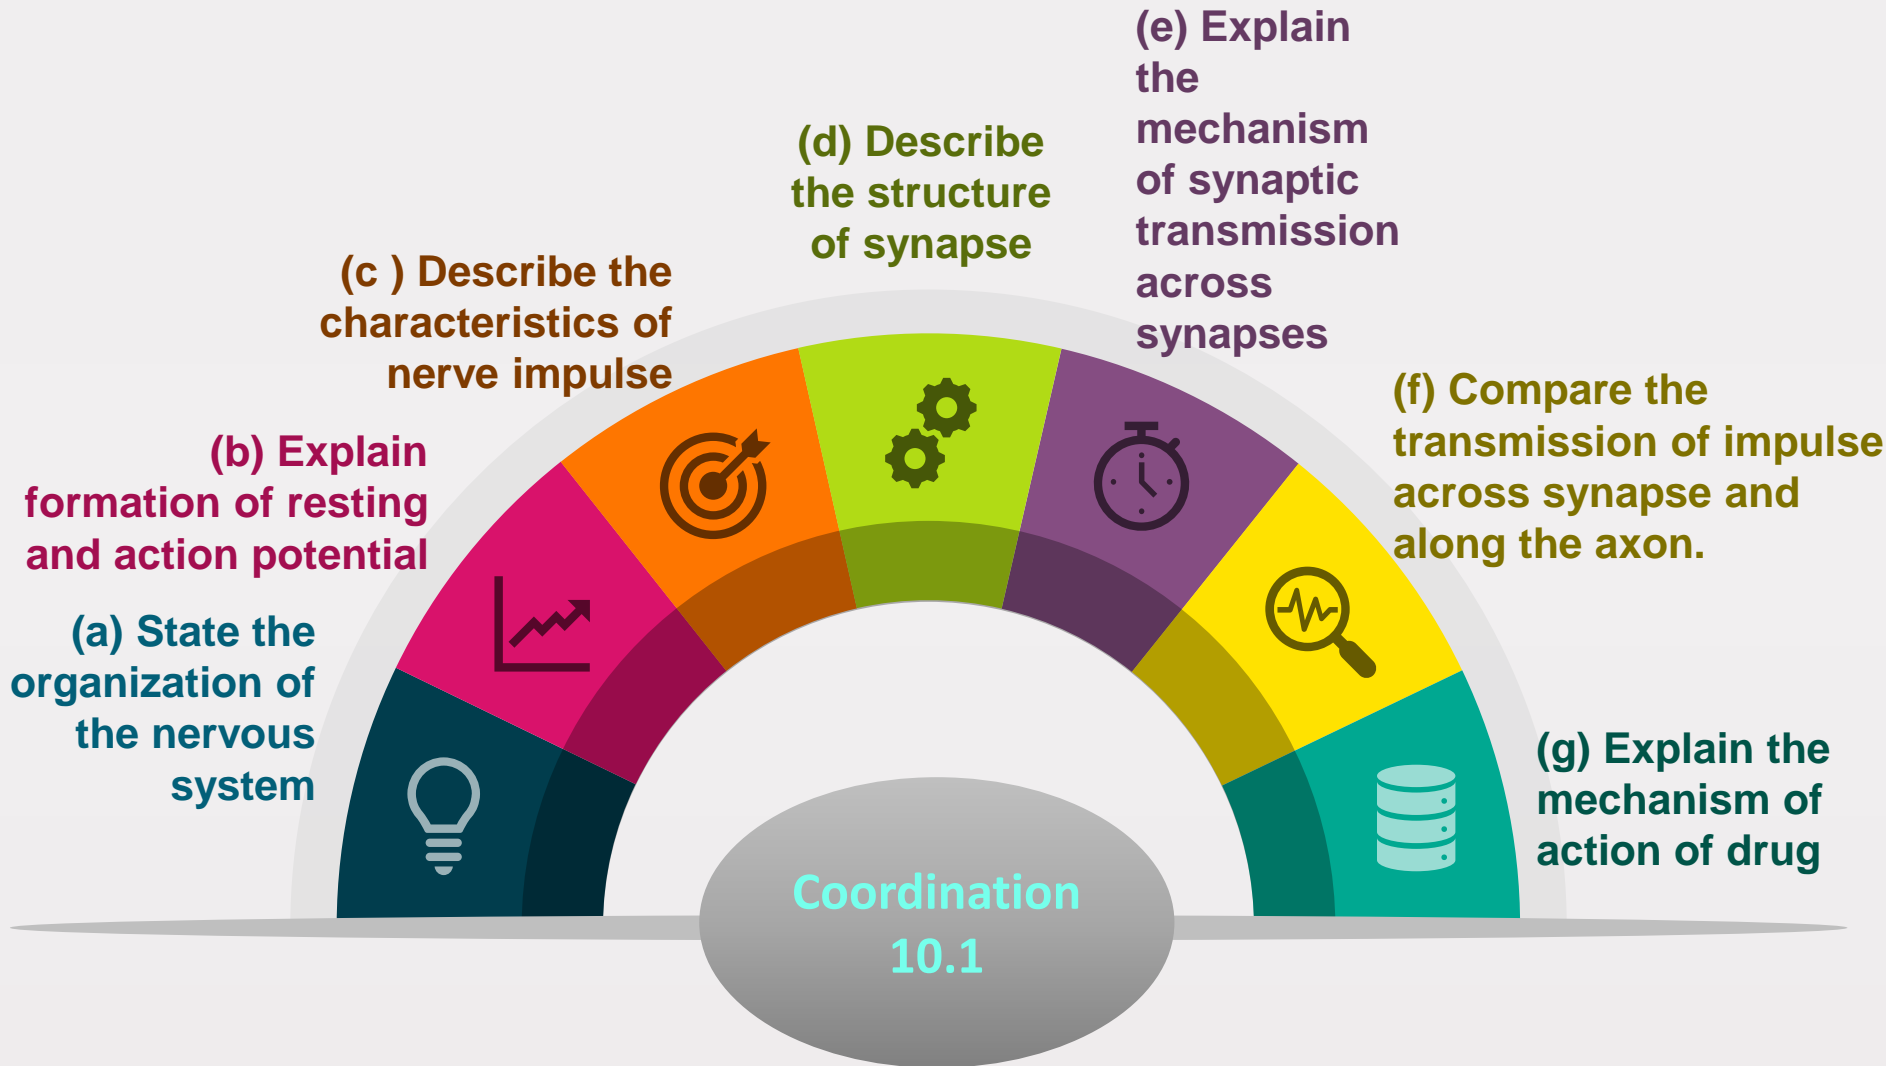 (a) State the
organization of
the nervous
system
(b) Explain
formation of resting
and action potential
(c ) Describe the
characteristics of
nerve impulse
(d) Describe
the structure
of synapse
(e) Explain
the
mechanism
of synaptic
transmission
across
synapses
(f) Compare the
transmission of impulse
across synapse and
along the axon.
(g) Explain the
mechanism of
action of drug
Coordination
10.1